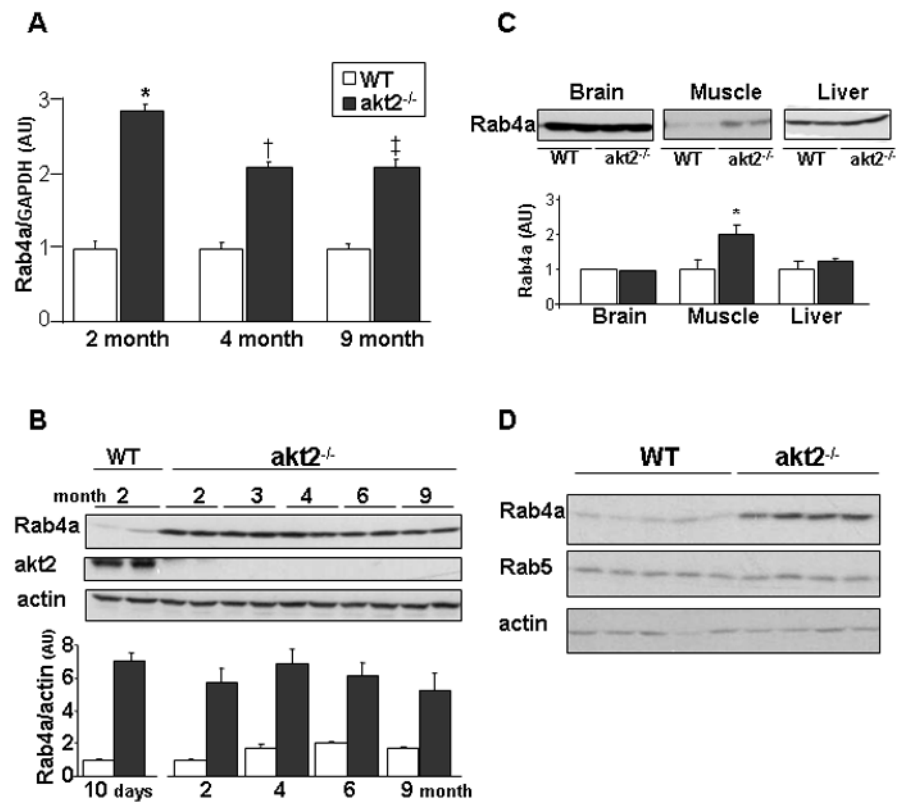 A
WT
akt2-/-
Rab4a/GAPDH (AU)
3
2
1
0
*
†
‡
2 month
4 month
9 month
B
WT
akt2-/-
month 2
2
3
4
6
9
Rab4a
akt2
actin
Rab4a/actin (AU)
8
6
4
2
0
10 days
2
4
6
9 month
C
Brain
Muscle
Liver
Rab4a
WT
akt2-/-
WT
akt2-/-
WT
akt2-/-
Rab4a (AU)
3
2
1
0
*
Brain
Muscle
Liver
D
WT
akt2-/-
Rab4a
Rab5
actin